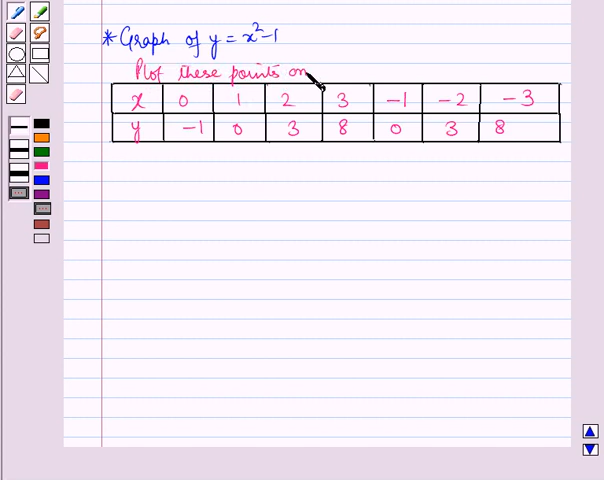 *Graph of y = x²-1
Plot these points on
x 0 1 2 3 -1 -2 -3
y -1 0 3 8 0 3 8